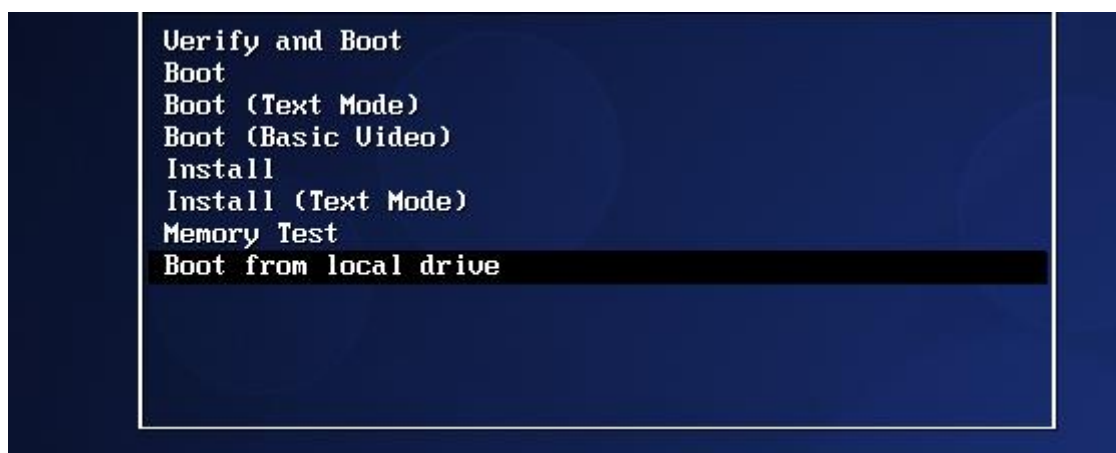 Verify and Boot
Boot
Boot (Text Mode)
Boot (Basic Video)
Install
Install (Text Mode)
Memory Test
Boot from local drive